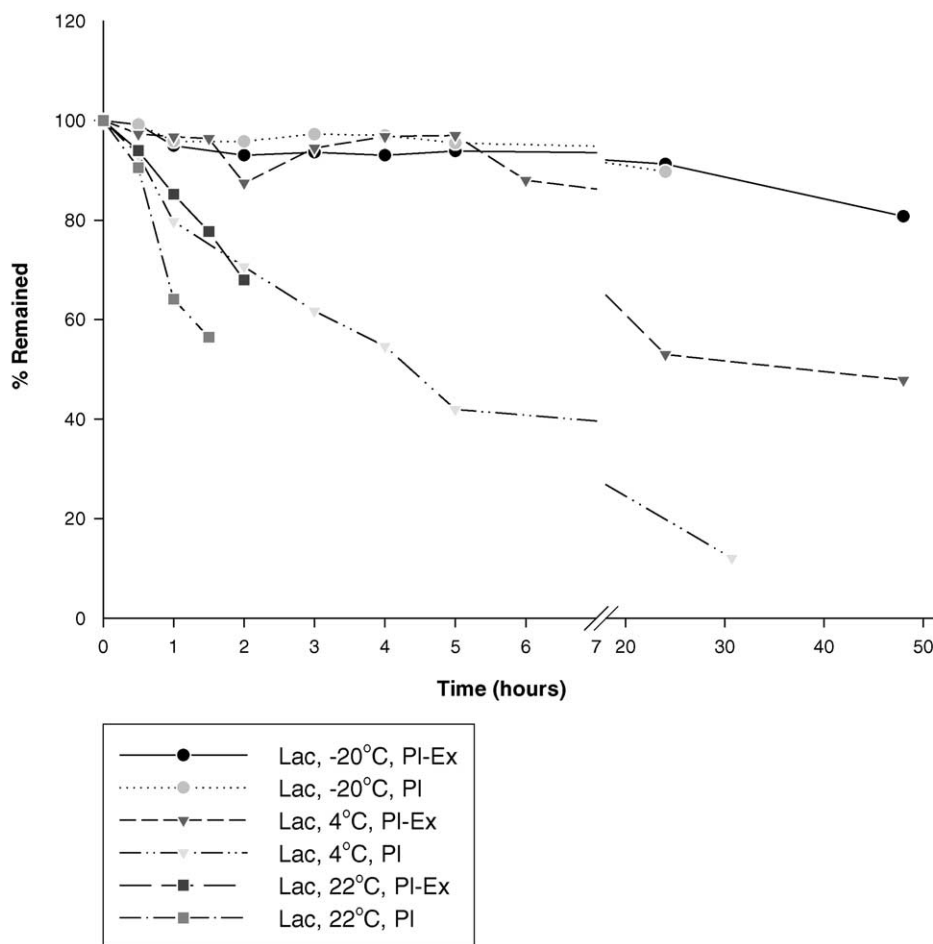 120
100
80
60
40
20
0
% Remained
0 1 2 3 4 5 6 7 20 30 40 50
Time (hours)
Lac, -20°C, Pl-Ex
Lac, -20°C, Pl
Lac, 4°C, Pl-Ex
Lac, 4°C, Pl
Lac, 22°C, Pl-Ex
Lac, 22°C, Pl